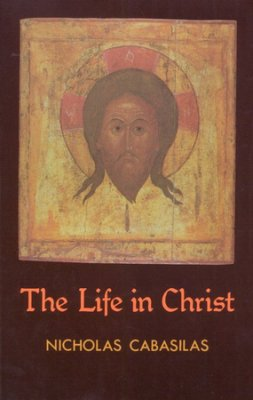 The Life in Christ
NICHOLAS CABASILAS